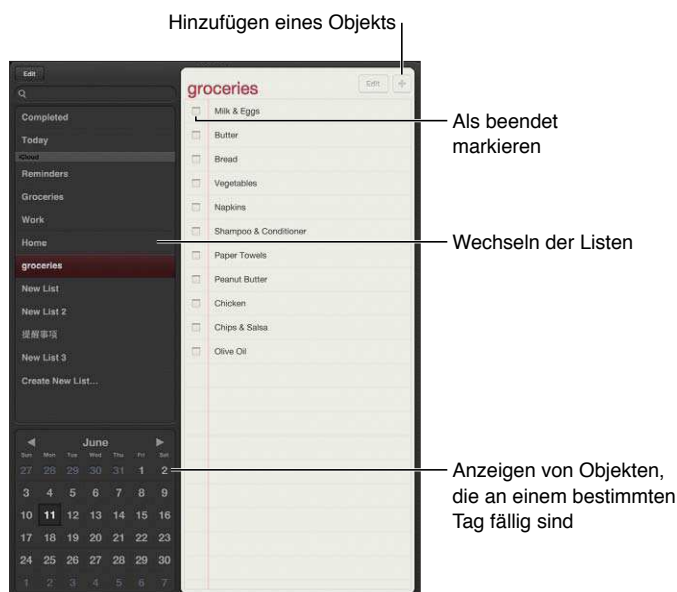 Hinzufügen eines Objekts
Edit
Completed
Today
iCloud
Reminders
Groceries
Work
Home
groceries
New List
New List 2
提醒事项
New List 3
Create New List...
June
Sun Mon Tue Wed Thu Fri Sat
27 28 29 30 31 1 2
3 4 5 6 7 8 9
10 11 12 13 14 15 16
17 18 19 20 21 22 23
24 25 26 27 28 29 30
1 2 3 4 5 6 7
groceries
Edit +
Milk & Eggs
Butter
Bread
Vegetables
Napkins
Shampoo & Conditioner
Paper Towels
Peanut Butter
Chicken
Chips & Salsa
Olive Oil
Als beendet
markieren
Wechseln der Listen
Anzeigen von Objekten,
die an einem bestimmten
Tag fällig sind